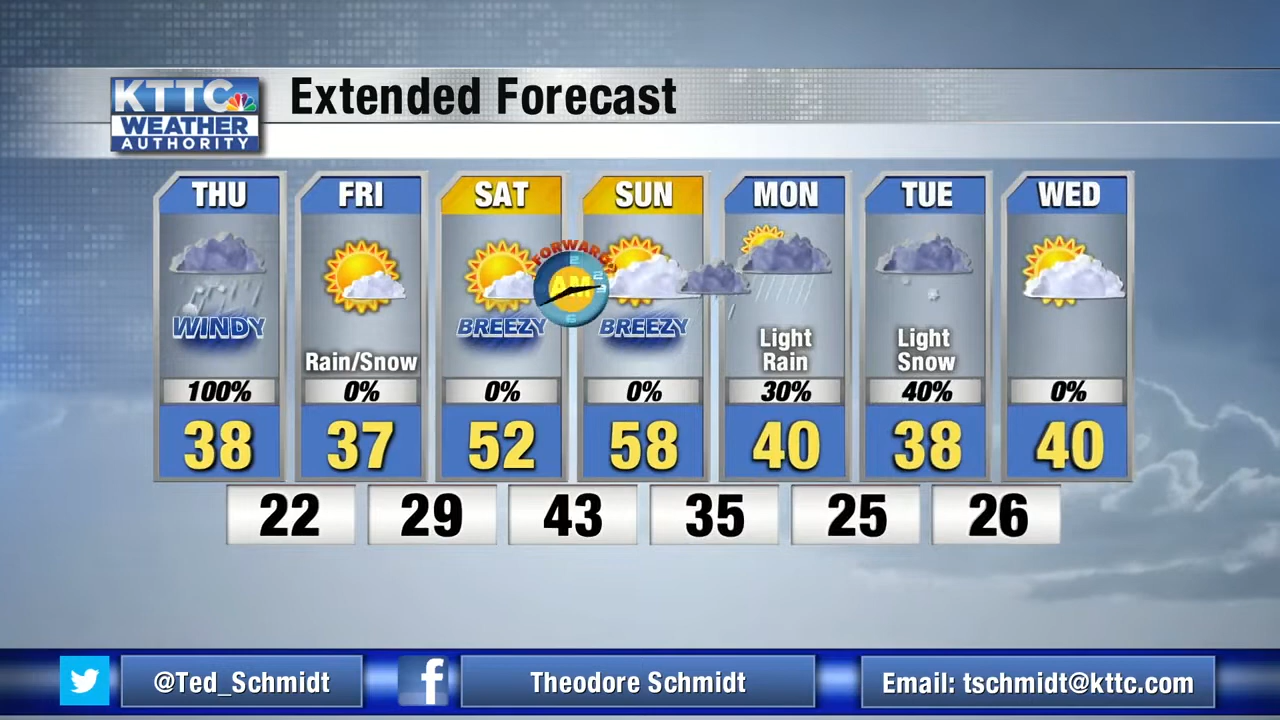 KTTC
WEATHER
AUTHORITY
Extended Forecast
THU
FRI
SAT
SUN
MON
TUE
WED
FORWARD
AM
WINDY
BREEZY
BREEZY
Rain/Snow
Light
Rain
Light
Snow
100%
0%
0%
0%
30%
40%
0%
38
37
52
58
40
38
40
22
29
43
35
25
26
@Ted_Schmidt
f
Theodore Schmidt
Email: tschmidt@kttc.com